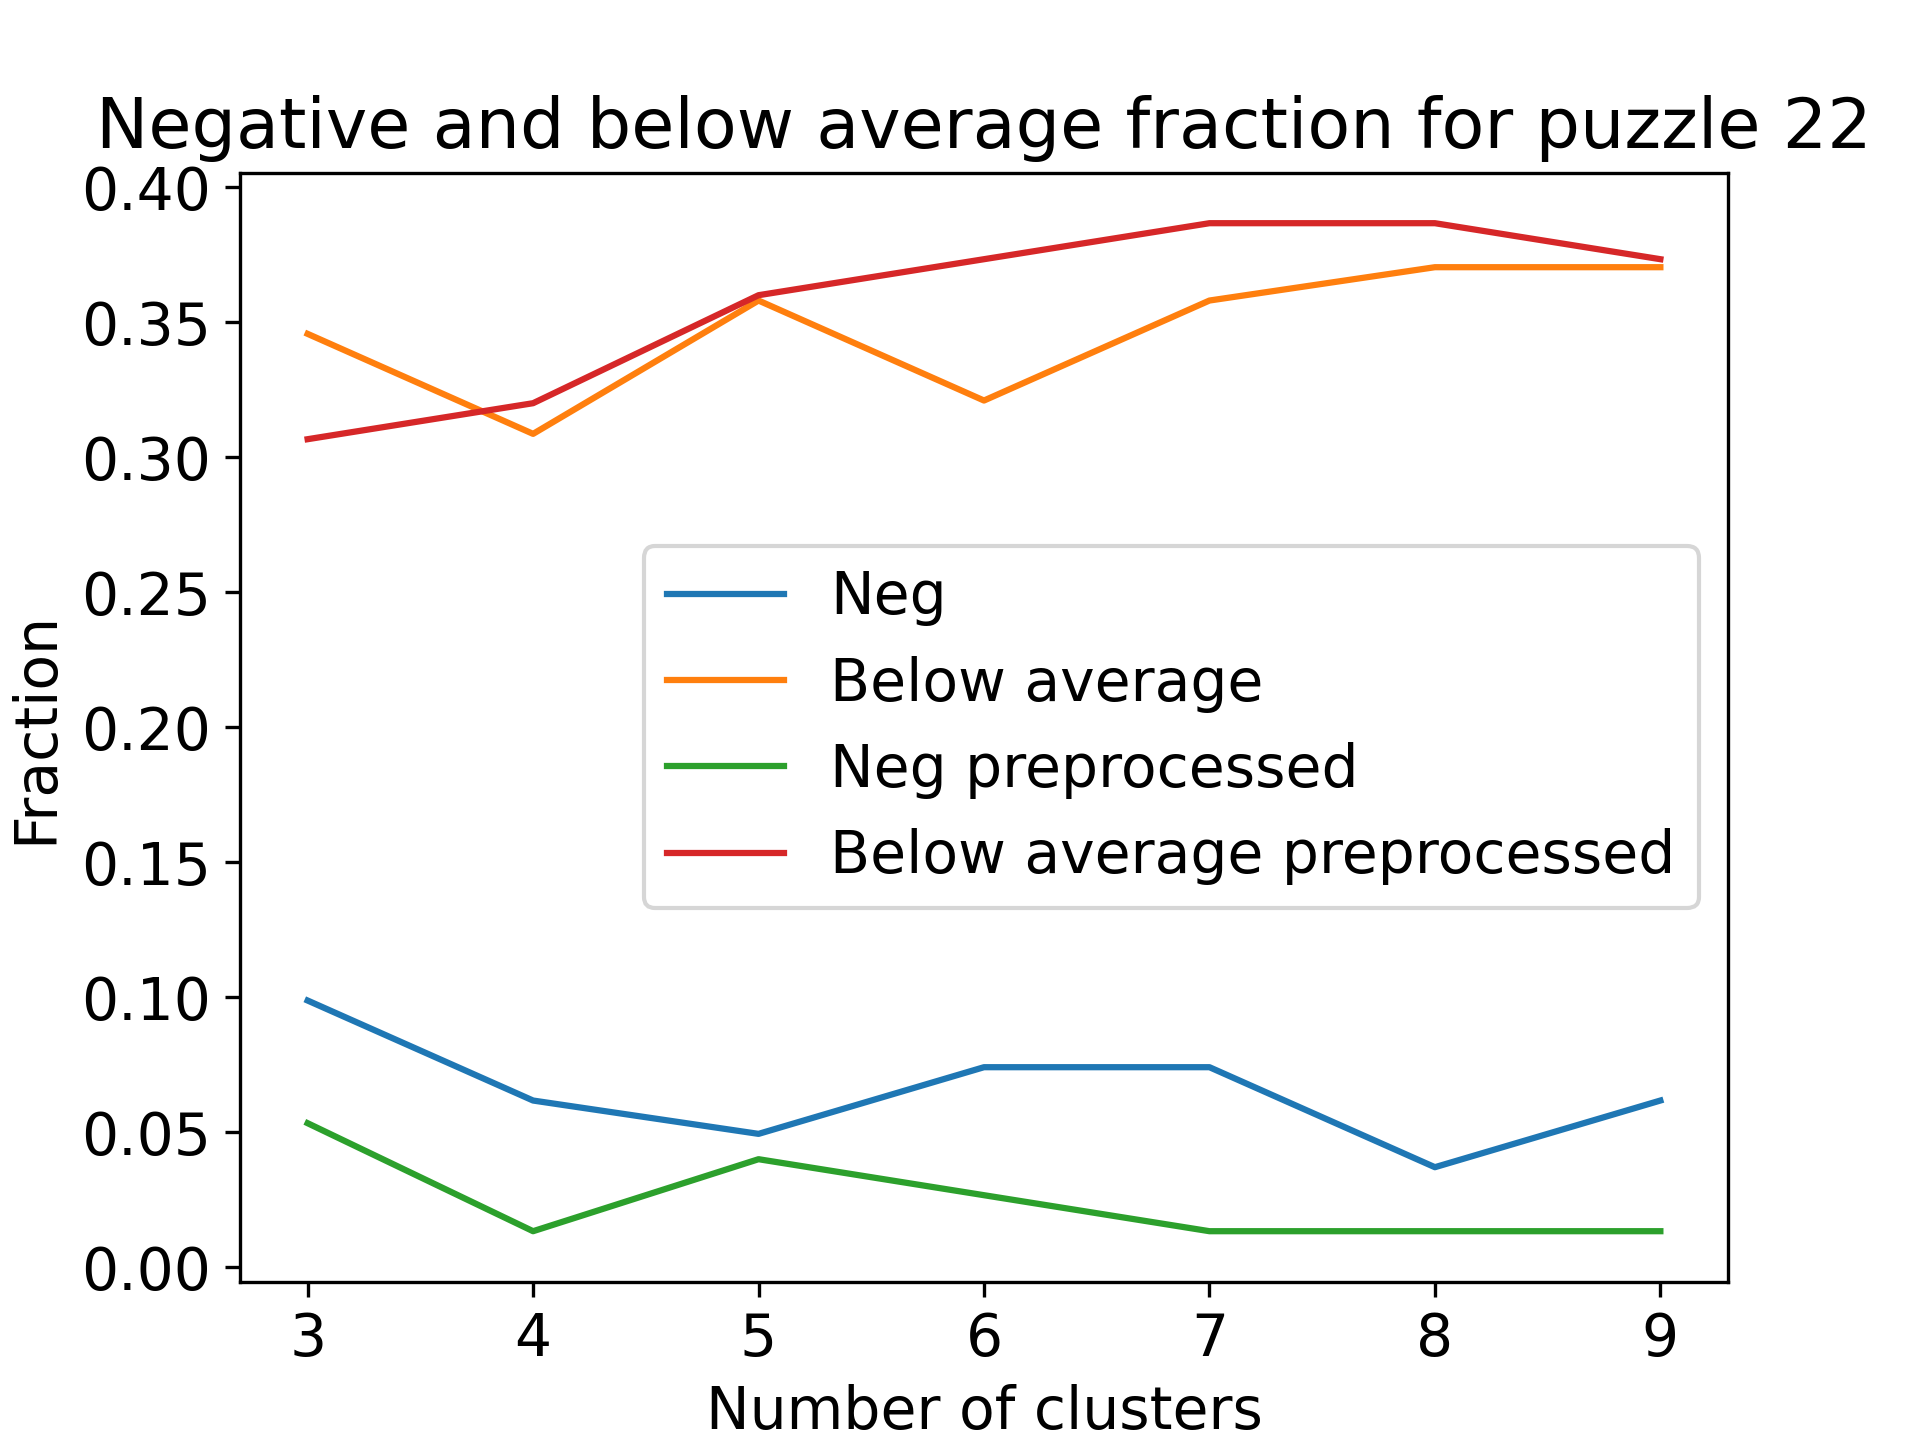 Negative and below average fraction for puzzle 22
0.40
0.35
0.30
0.25
0.20
0.15
0.10
0.05
0.00
Fraction
Neg
Below average
Neg preprocessed
Below average preprocessed
3 4 5 6 7 8 9
Number of clusters